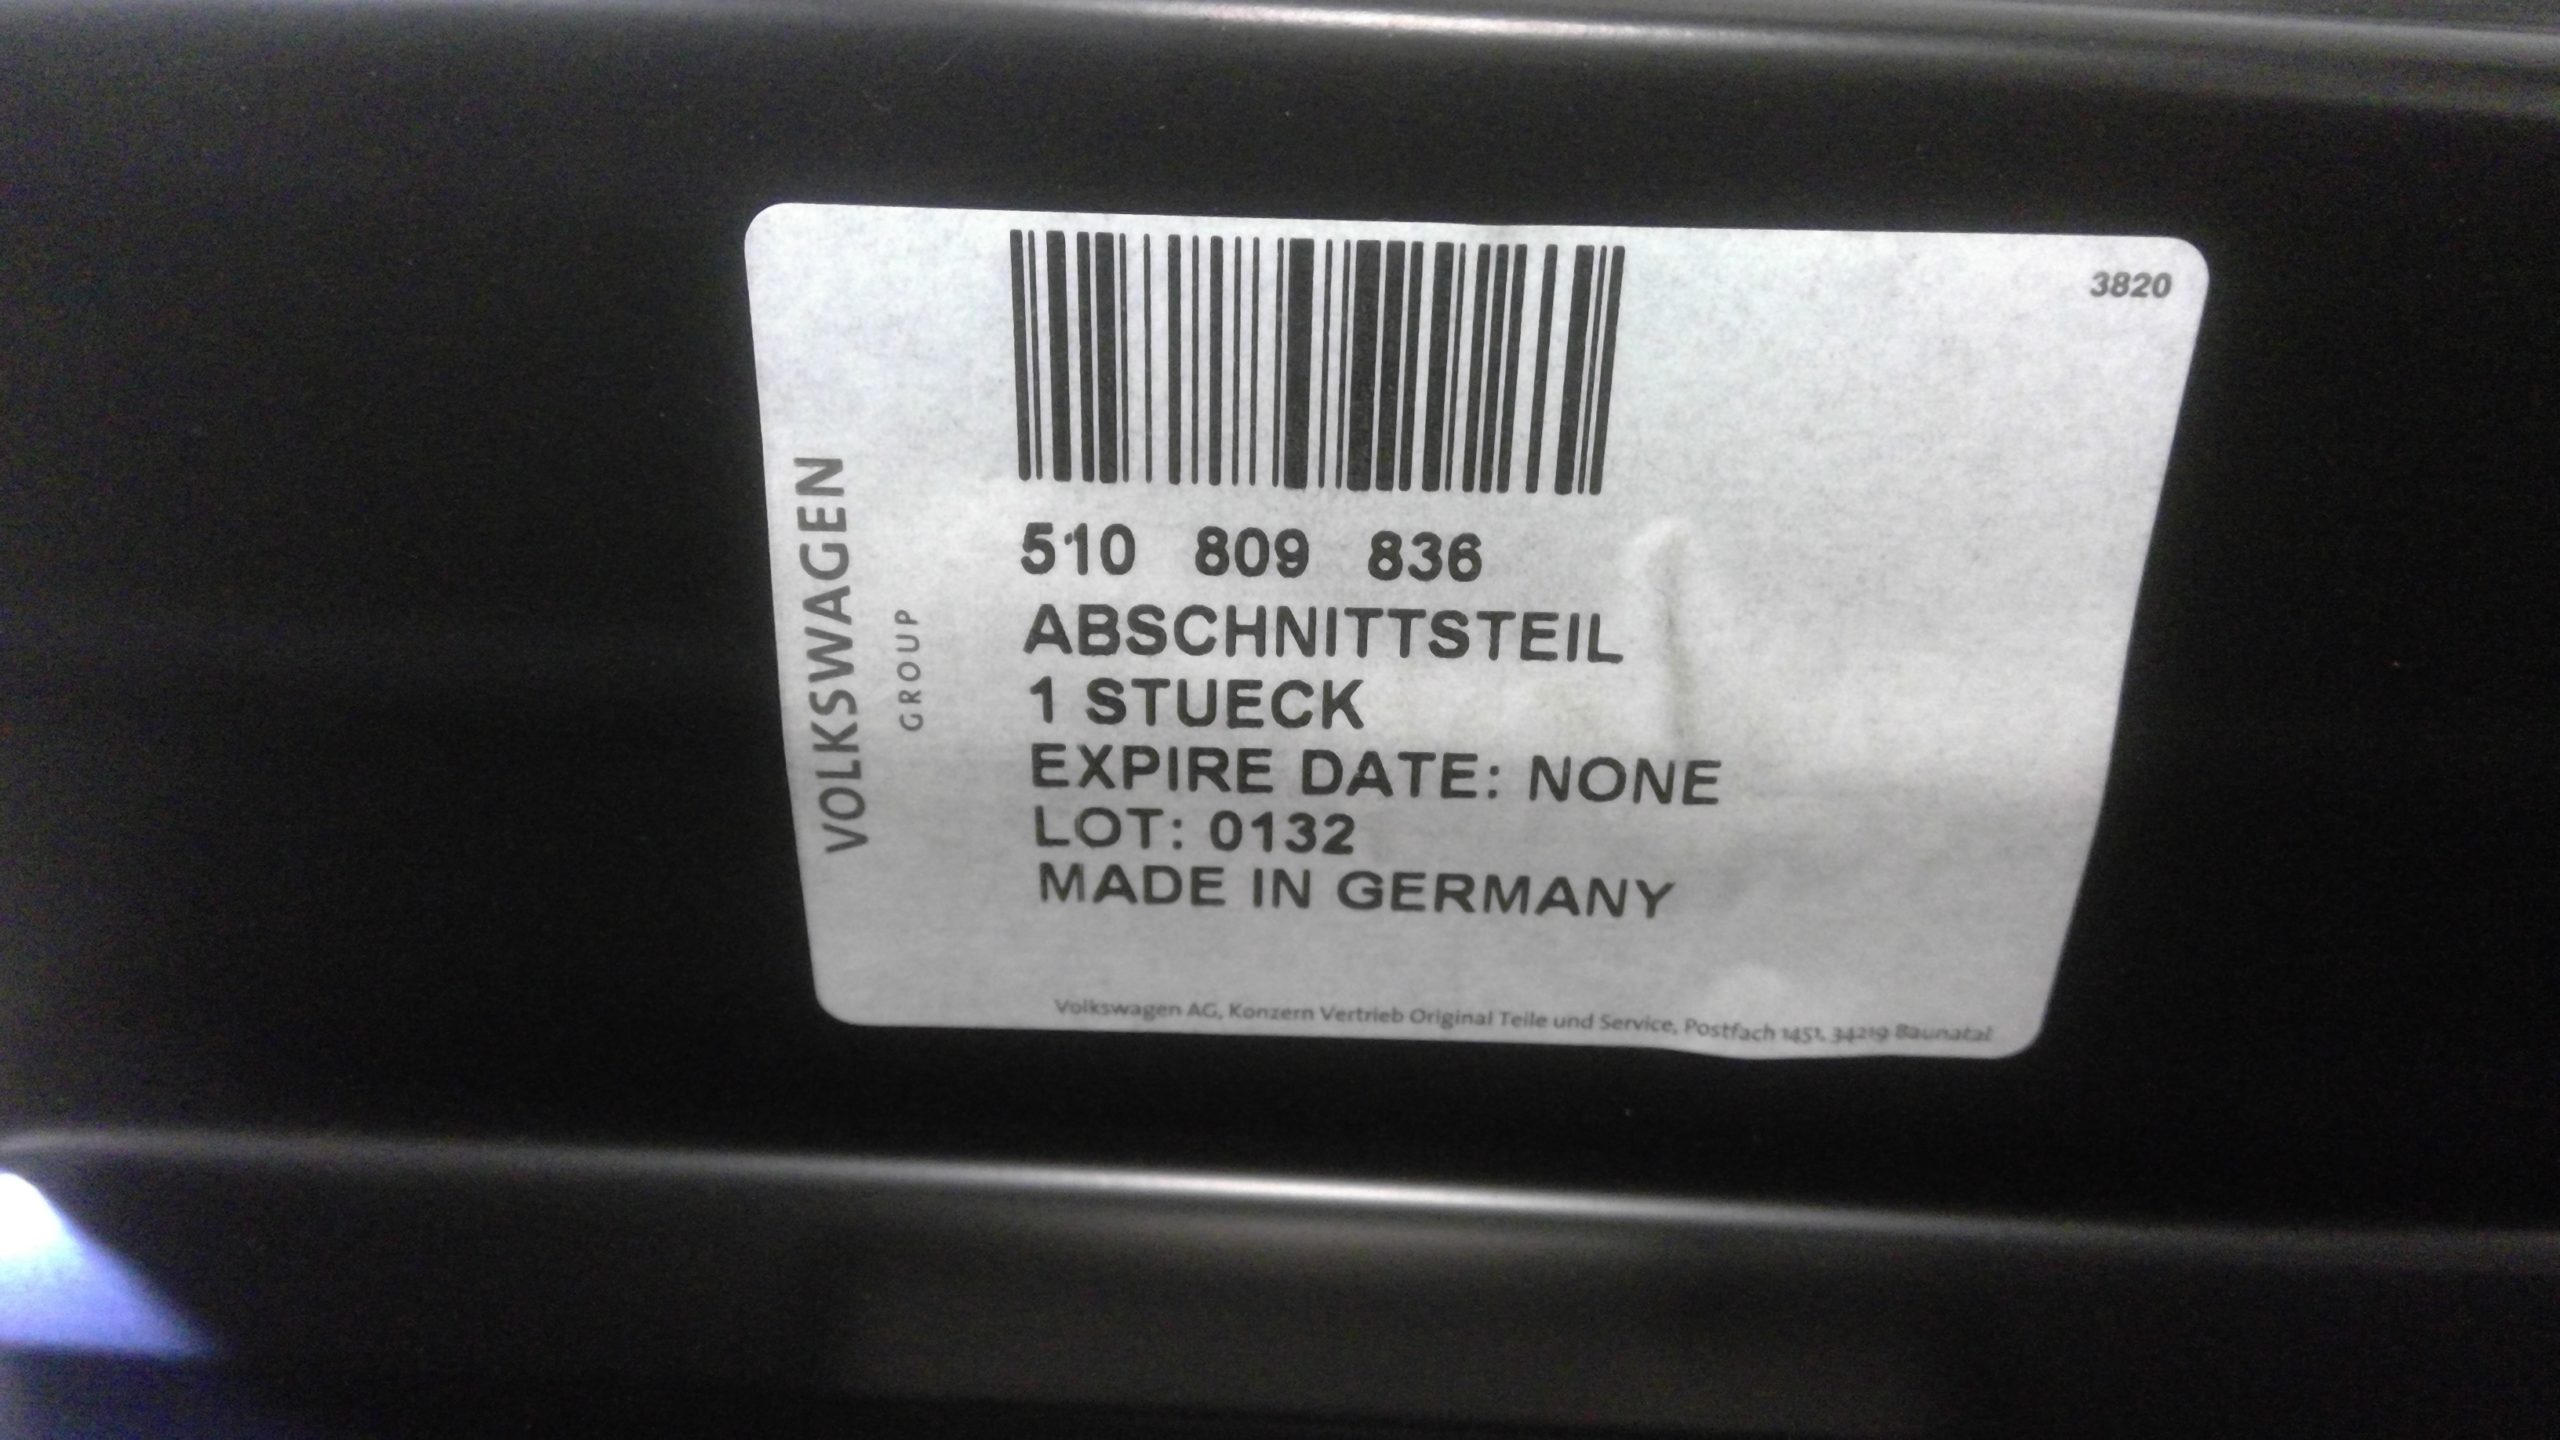 3820
510 809 836
ABSCHNITTSTEIL
1 STUECK
EXPIRE DATE: NONE
LOT: 0132
MADE IN GERMANY
VOLKSWAGEN
GROUP
Volkswagen AG, Konzern Vertrieb Original Teile und Service, Postfach 1451, 34219 Baunatal